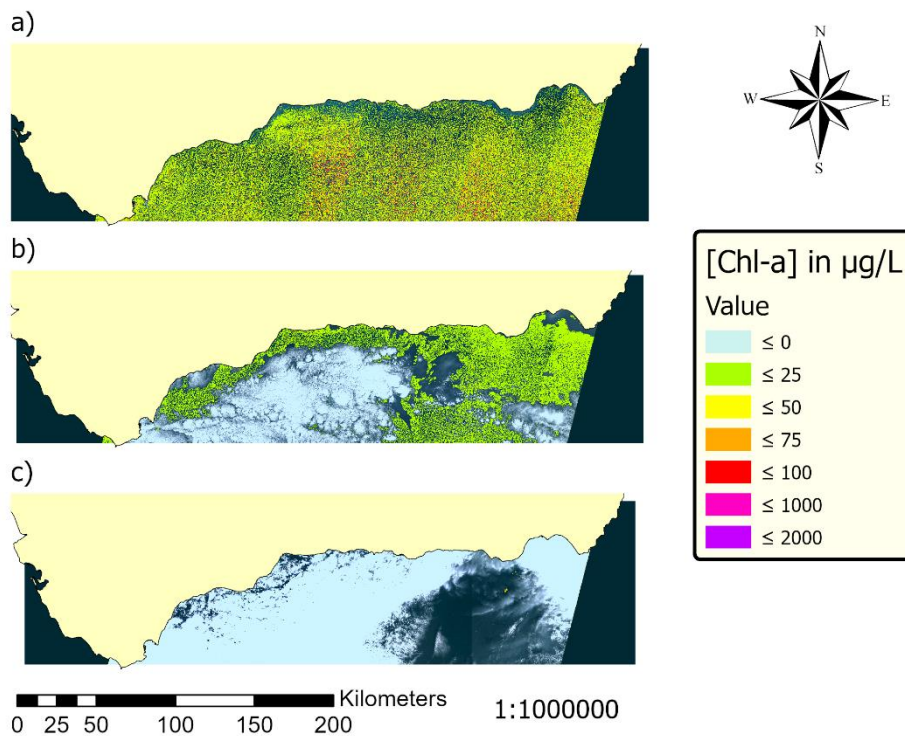 a)
N
W
E
S
b)
[Chl-a] in µg/L
Value
≤ 0
≤ 25
≤ 50
≤ 75
≤ 100
≤ 1000
≤ 2000
c)
Kilometers
0 25 50 100 150 200
1:1000000